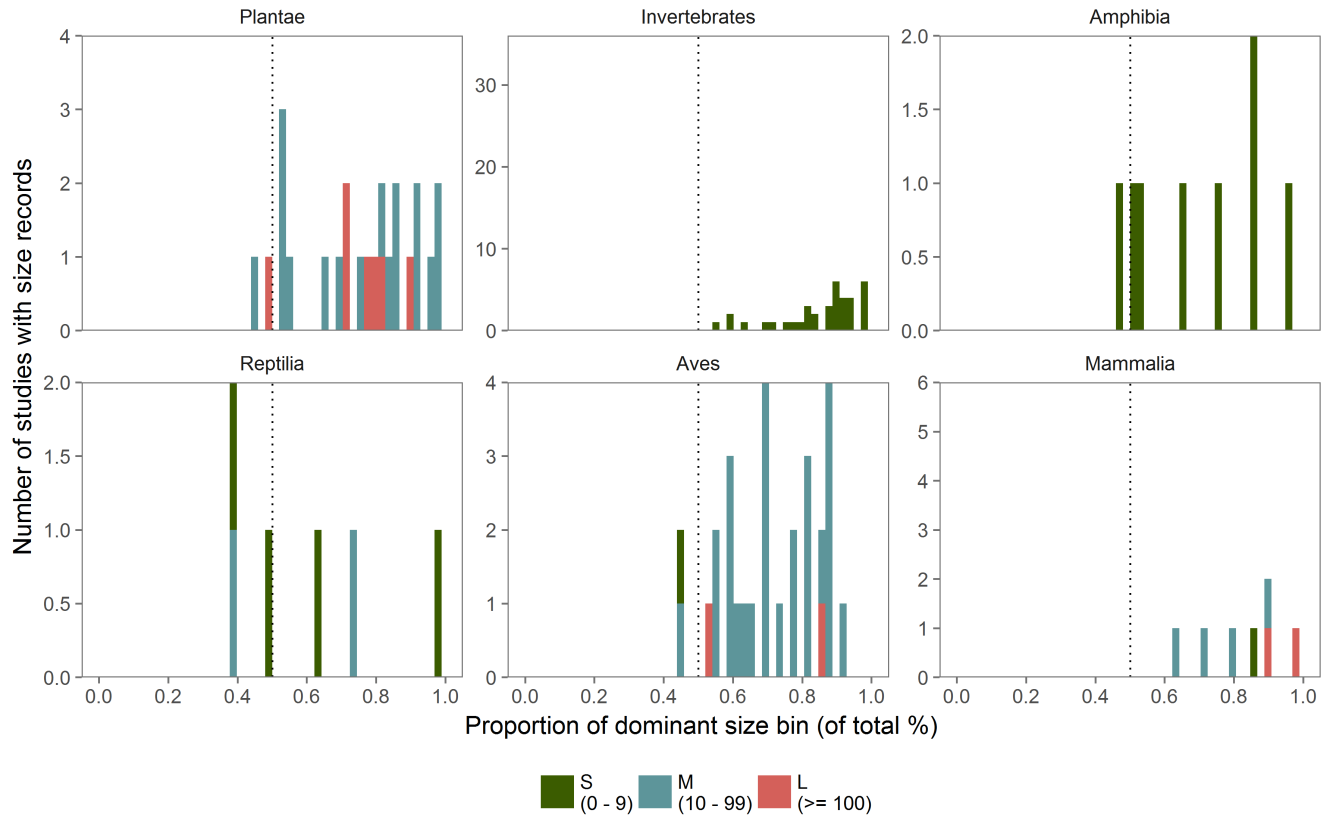 Plantae
Invertebrates
Amphibia
4
3
2
1
0
30
20
10
0
2.0
1.5
1.0
0.5
0
Number of studies with size records
Reptilia
Aves
Mammalia
2.0
1.5
1.0
0.5
0.0
4
3
2
1
0
6
5
4
3
2
1
0
0.0 0.2 0.4 0.6 0.8 1.0
0.0 0.2 0.4 0.6 0.8 1.0
0.0 0.2 0.4 0.6 0.8 1.0
Proportion of dominant size bin (of total %)
S
(0 - 9)
M
(10 - 99)
L
(>= 100)